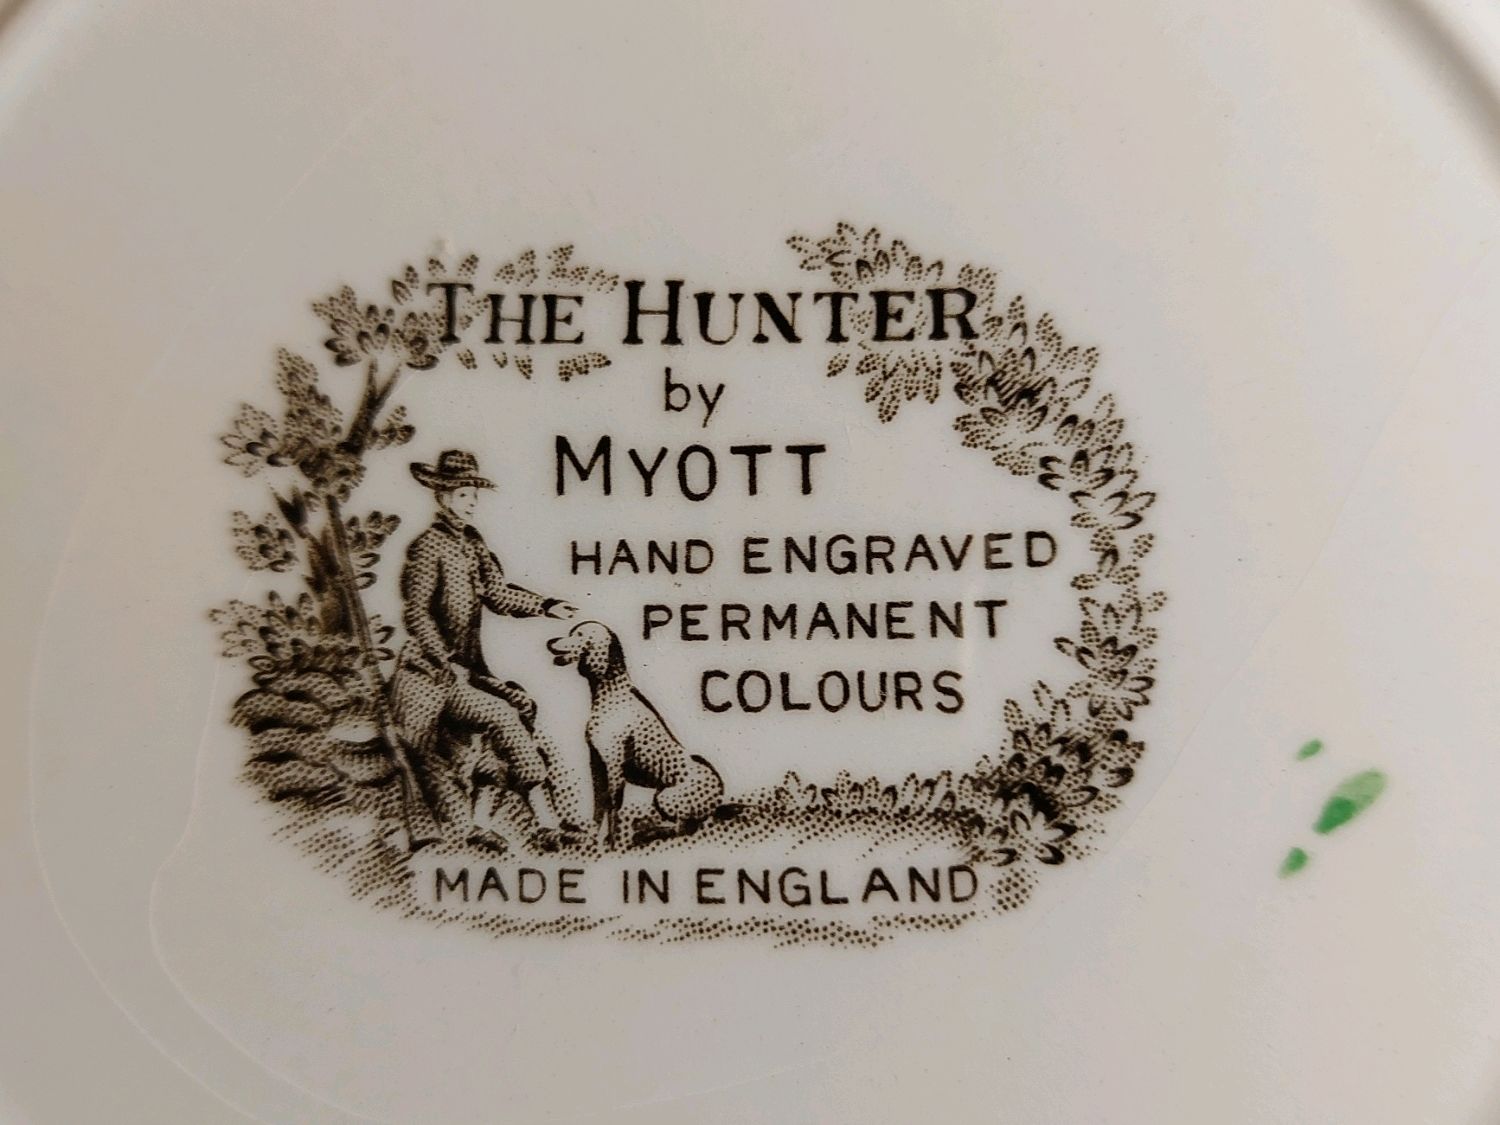 THE HUNTER
by
MYOTT
HAND ENGRAVED
PERMANENT
COLOURS
MADE IN ENGLAND